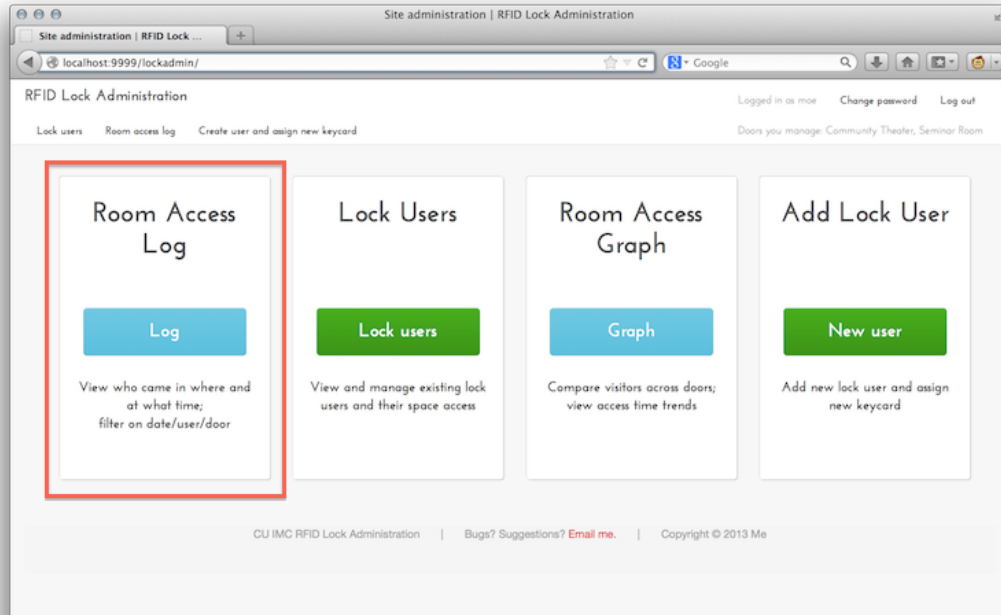 Site administration | RFID Lock Administration
Site administration | RFID Lock ...
localhost:9999/lockadmin/
Google
RFID Lock Administration
Logged in as moe Change password Log out
Lock users Room access log Create user and assign new keycard
Doors you manage: Community Theater, Seminar Room
Room Access
Log
Log
View who came in where and
at what time;
filter on date/user/door
Lock Users
Lock users
View and manage existing lock
users and their space access
Room Access
Graph
Graph
Compare visitors across doors;
view access time trends
Add Lock User
New user
Add new lock user and assign
new keycard
CU IMC RFID Lock Administration | Bugs? Suggestions? Email me. | Copyright © 2013 Me